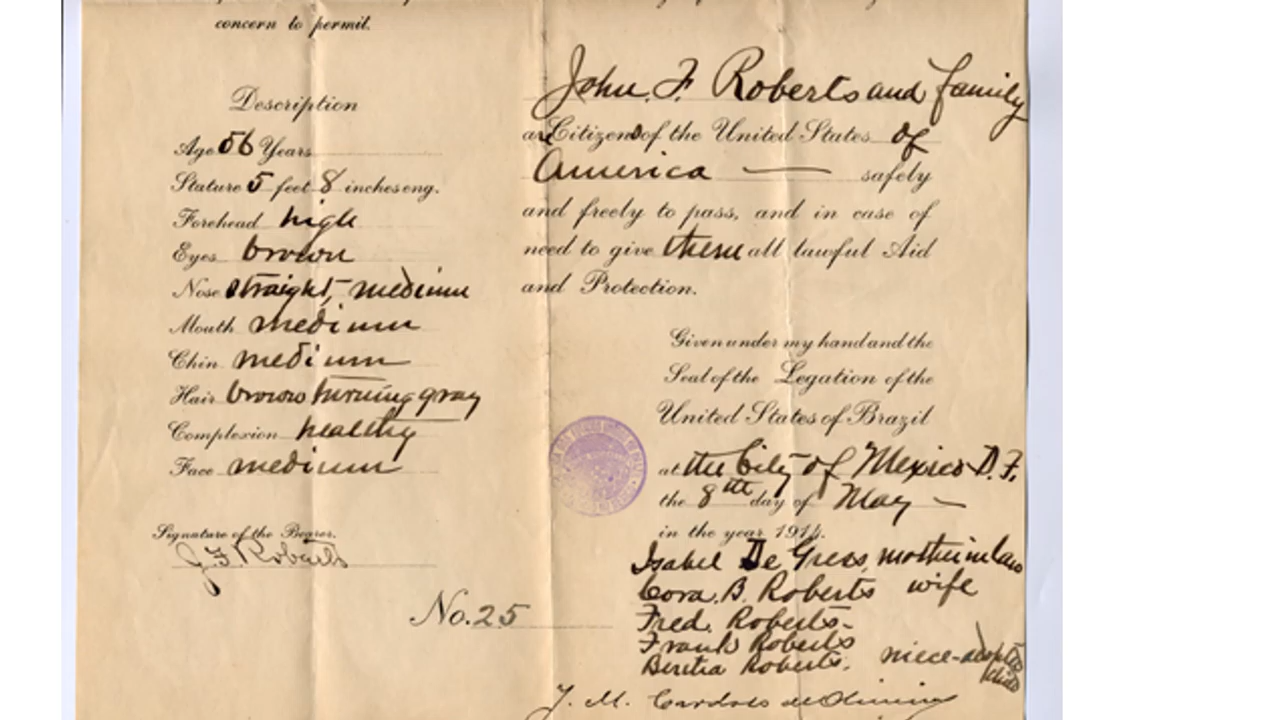 concern to permit.
Description
Age 56 Years
Stature 5 feet 8 inches eng.
Forehead high
Eyes brown
Nose straight, medium
Mouth medium
Chin medium
Hair brown turning gray
Complexion healthy
Face medium
Signature of the Bearer.
J. F. Roberts
No. 25
John. F. Roberts and family
as Citizens of the United States of
America — safely
and freely to pass, and in case of
need to give them all lawful Aid
and Protection.
Given under my hand and the
Seal of the Legation of the
United States of Brazil
at the City of Mexico D.F.
the 8th day of May —
in the year 1914.
Isabel De Gress, mother in law
Cora. B. Roberts wife
Fred. Roberts-
Frank Roberts
Beretia Roberts. niece-adopted child
J. M. Cardoso de Oliveira